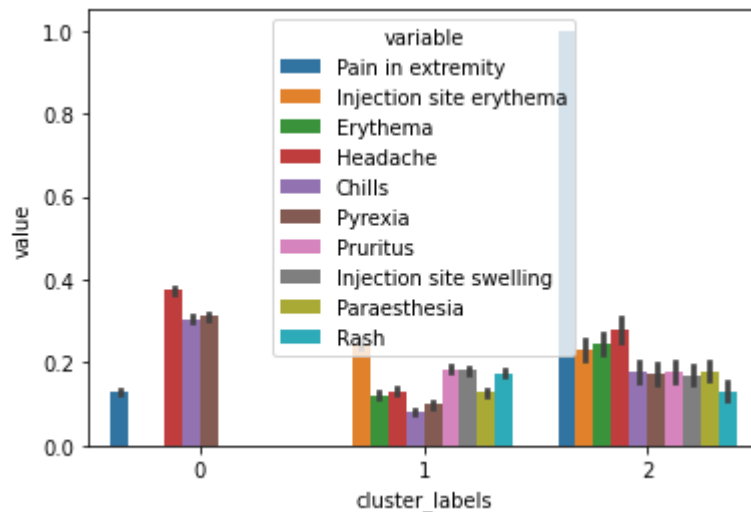 1.0
0.8
0.6
0.4
0.2
0.0
value
variable
Pain in extremity
Injection site erythema
Erythema
Headache
Chills
Pyrexia
Pruritus
Injection site swelling
Paraesthesia
Rash
0 1 2
cluster_labels